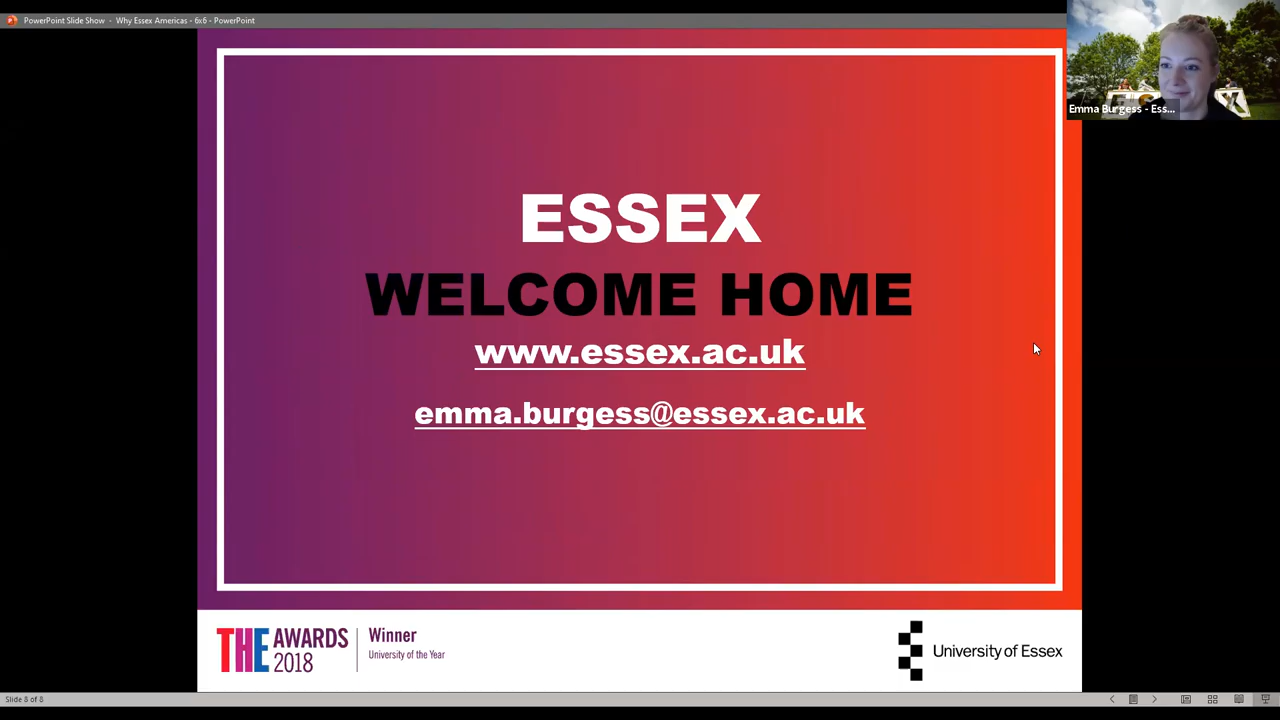 PowerPoint Slide Show - Why Essex Americas - 6x6 - PowerPoint
Emma Burgess - Ess...
ESSEX
WELCOME HOME
www.essex.ac.uk
emma.burgess@essex.ac.uk
THE AWARDS 2018
Winner
University of the Year
University of Essex
Slide 8 of 8